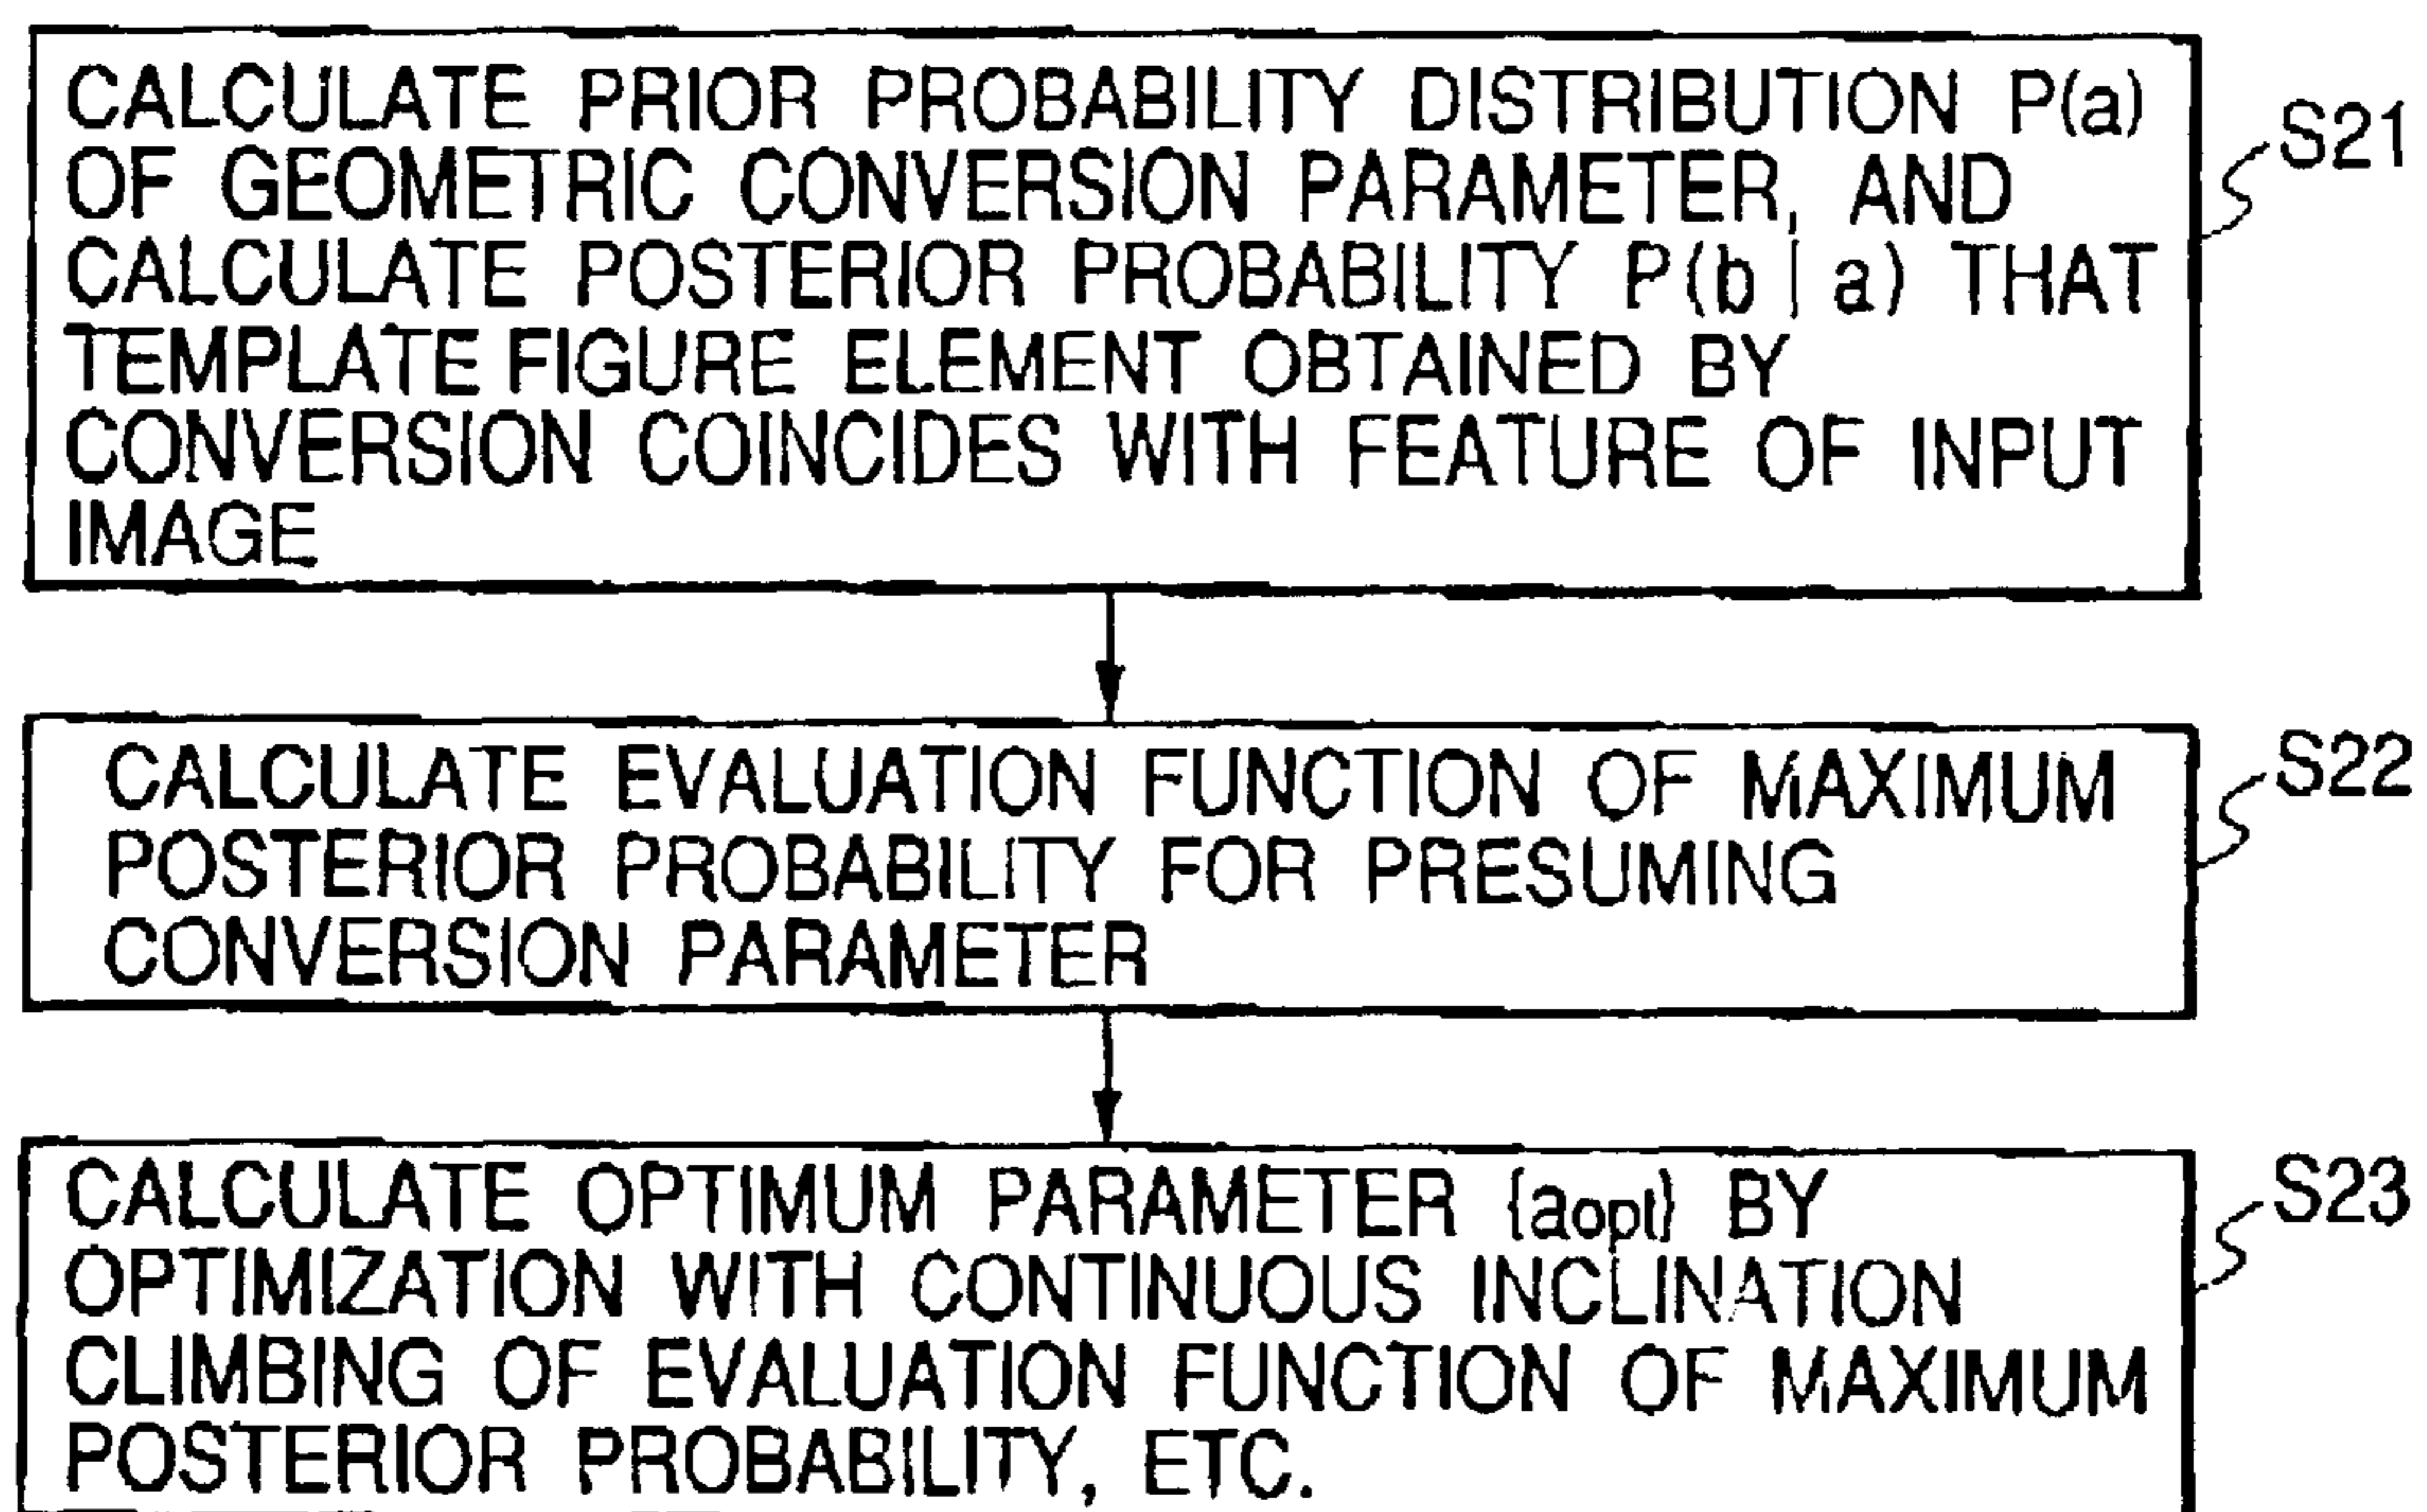 CALCULATE PRIOR PROBABILITY DISTRIBUTION P(a)
OF GEOMETRIC CONVERSION PARAMETER, AND
CALCULATE POSTERIOR PROBABILITY P(b | a) THAT
TEMPLATE FIGURE ELEMENT OBTAINED BY
CONVERSION COINCIDES WITH FEATURE OF INPUT
IMAGE
S21
CALCULATE EVALUATION FUNCTION OF MAXIMUM
POSTERIOR PROBABILITY FOR PRESUMING
CONVERSION PARAMETER
S22
CALCULATE OPTIMUM PARAMETER {aopt} BY
OPTIMIZATION WITH CONTINUOUS INCLINATION
CLIMBING OF EVALUATION FUNCTION OF MAXIMUM
POSTERIOR PROBABILITY, ETC.
S23